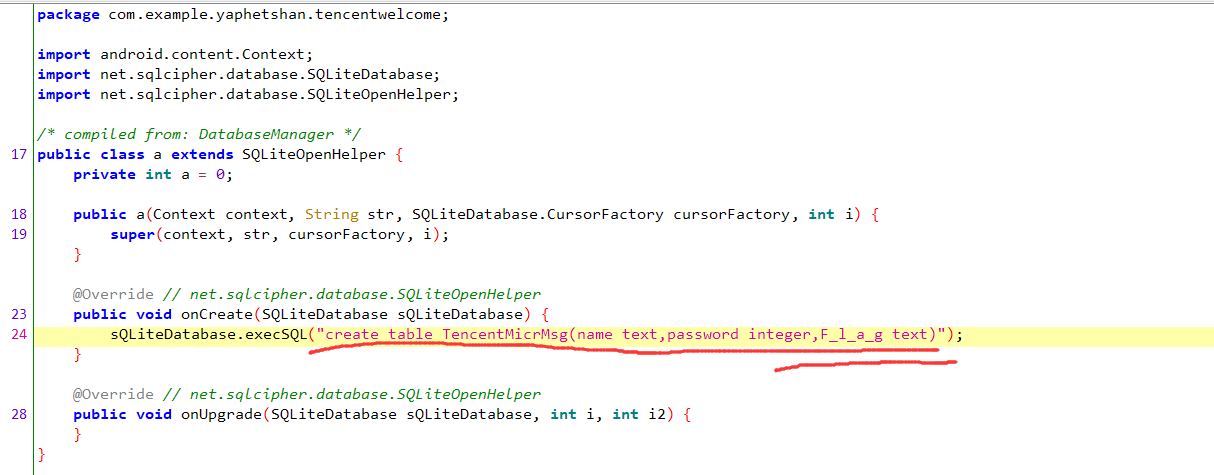 package com.example.yaphetshan.tencentwelcome;
import android.content.Context;
import net.sqlcipher.database.SQLiteDatabase;
import net.sqlcipher.database.SQLiteOpenHelper;
/* compiled from: DatabaseManager */
17 public class a extends SQLiteOpenHelper {
private int a = 0;
18 public a(Context context, String str, SQLiteDatabase.CursorFactory cursorFactory, int i) {
19 super(context, str, cursorFactory, i);
}
@Override // net.sqlcipher.database.SQLiteOpenHelper
23 public void onCreate(SQLiteDatabase sQLiteDatabase) {
24 sQLiteDatabase.execSQL("create table TencentMicrMsg(name text,password integer,F_l_a_g text)");
}
@Override // net.sqlcipher.database.SQLiteOpenHelper
28 public void onUpgrade(SQLiteDatabase sQLiteDatabase, int i, int i2) {
}
}